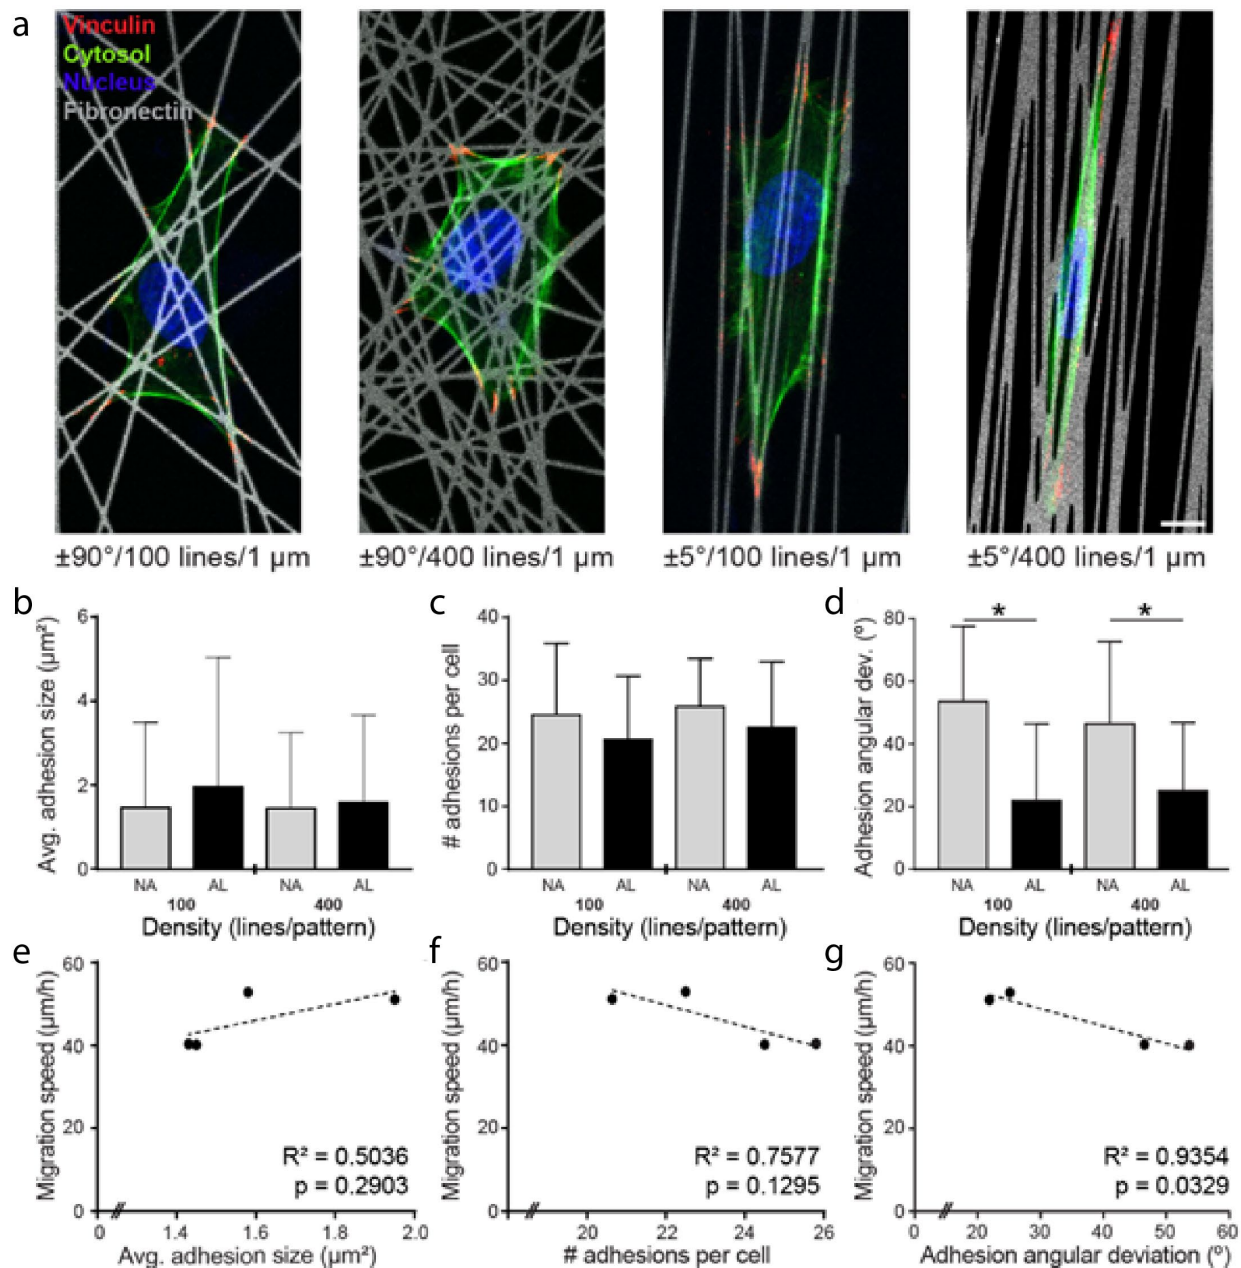 a
Vinculin
Cytosol
Nucleus
Fibronectin
±90°/100 lines/1 µm
±90°/400 lines/1 µm
±5°/100 lines/1 µm
±5°/400 lines/1 µm
b
Avg. adhesion size (µm²)
6
4
2
0
NA AL NA AL
100 400
Density (lines/pattern)
c
# adhesions per cell
40
30
20
10
0
NA AL NA AL
100 400
Density (lines/pattern)
d
Adhesion angular dev. (º)
80
60
40
20
0
* *
NA AL NA AL
100 400
Density (lines/pattern)
e
Migration speed (µm/h)
60
40
20
0
R² = 0.5036
p = 0.2903
0 1.4 1.6 1.8 2.0
Avg. adhesion size (µm²)
f
Migration speed (µm/h)
60
40
20
0
R² = 0.7577
p = 0.1295
20 22 24 26
# adhesions per cell
g
Migration speed (µm/h)
60
40
20
0
R² = 0.9354
p = 0.0329
0 20 30 40 50 60
Adhesion angular deviation (º)